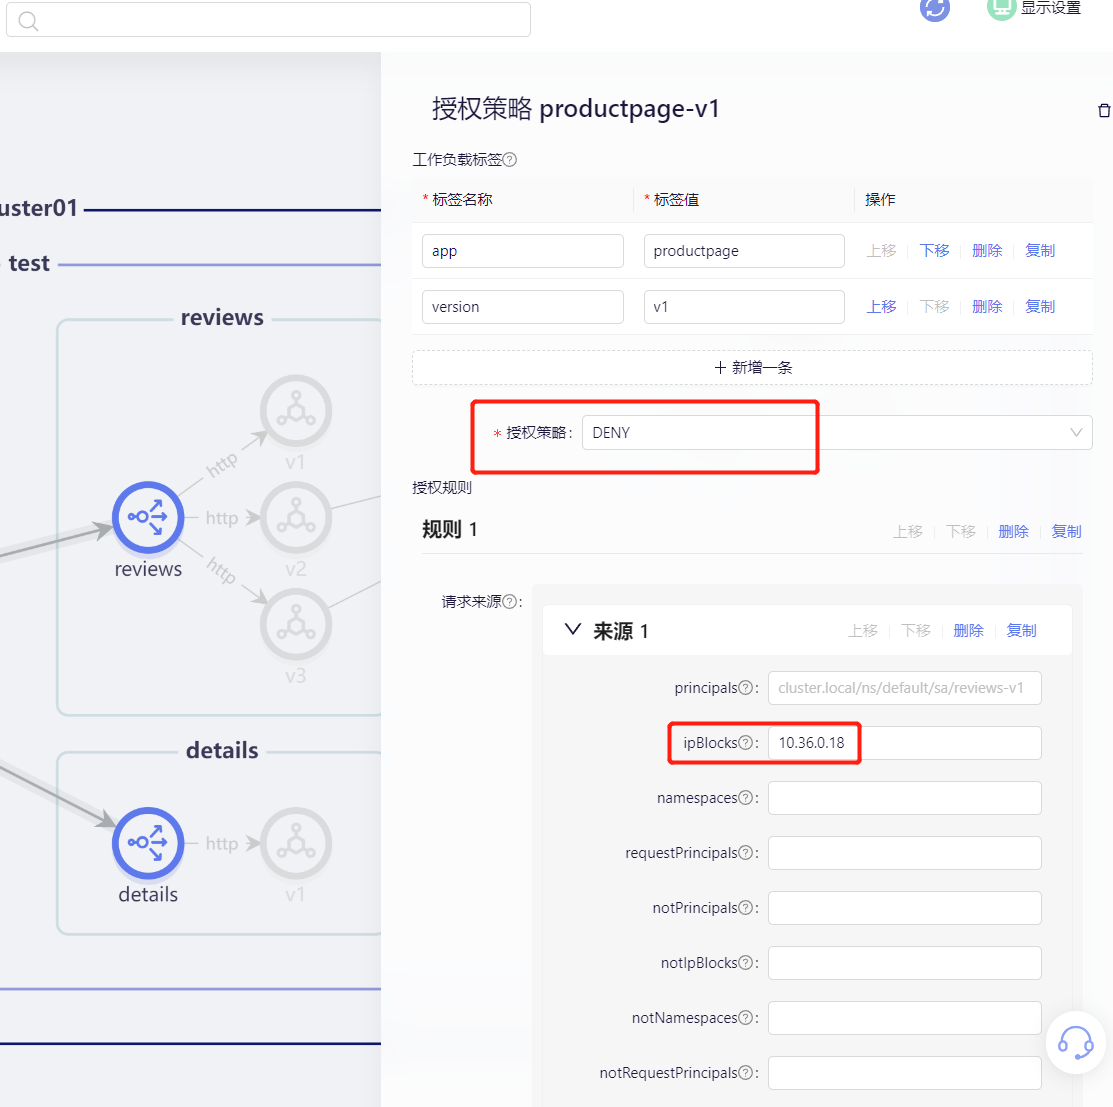 显示设置
授权策略 productpage-v1
工作负载标签
* 标签名称 * 标签值 操作
app productpage 上移 下移 删除 复制
version v1 上移 下移 删除 复制
+ 新增一条
* 授权策略: DENY
授权规则
规则 1 上移 下移 删除 复制
请求来源?:
来源 1 上移 下移 删除 复制
principals?: cluster.local/ns/default/sa/reviews-v1
ipBlocks?: 10.36.0.18
namespaces?:
requestPrincipals?:
notPrincipals?:
notIpBlocks?:
notNamespaces?:
notRequestPrincipals?:
uster01
test
reviews
http
v1
reviews
http
v2
http
v3
details
http
details
v1